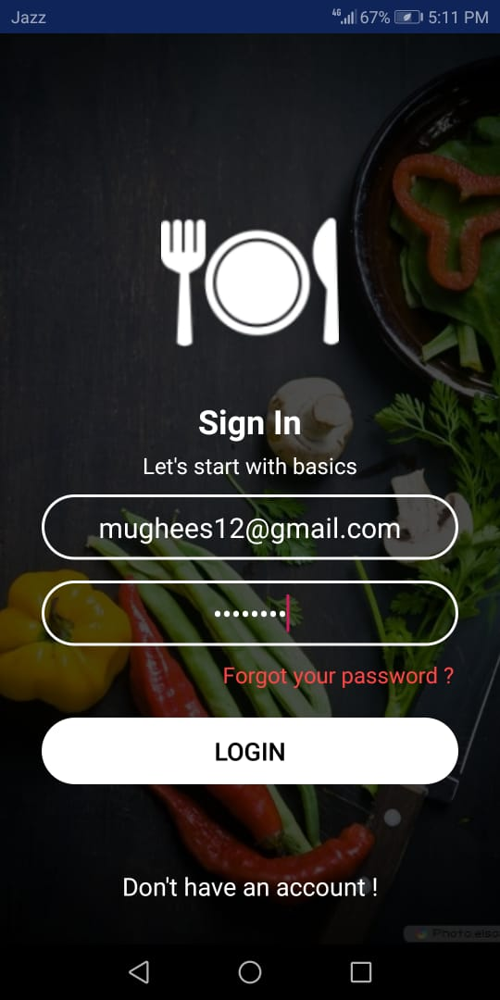 Jazz
4G 67% 5:11 PM
Sign In
Let's start with basics
mughees12@gmail.com
••••••••
Forgot your password ?
LOGIN
Don't have an account !